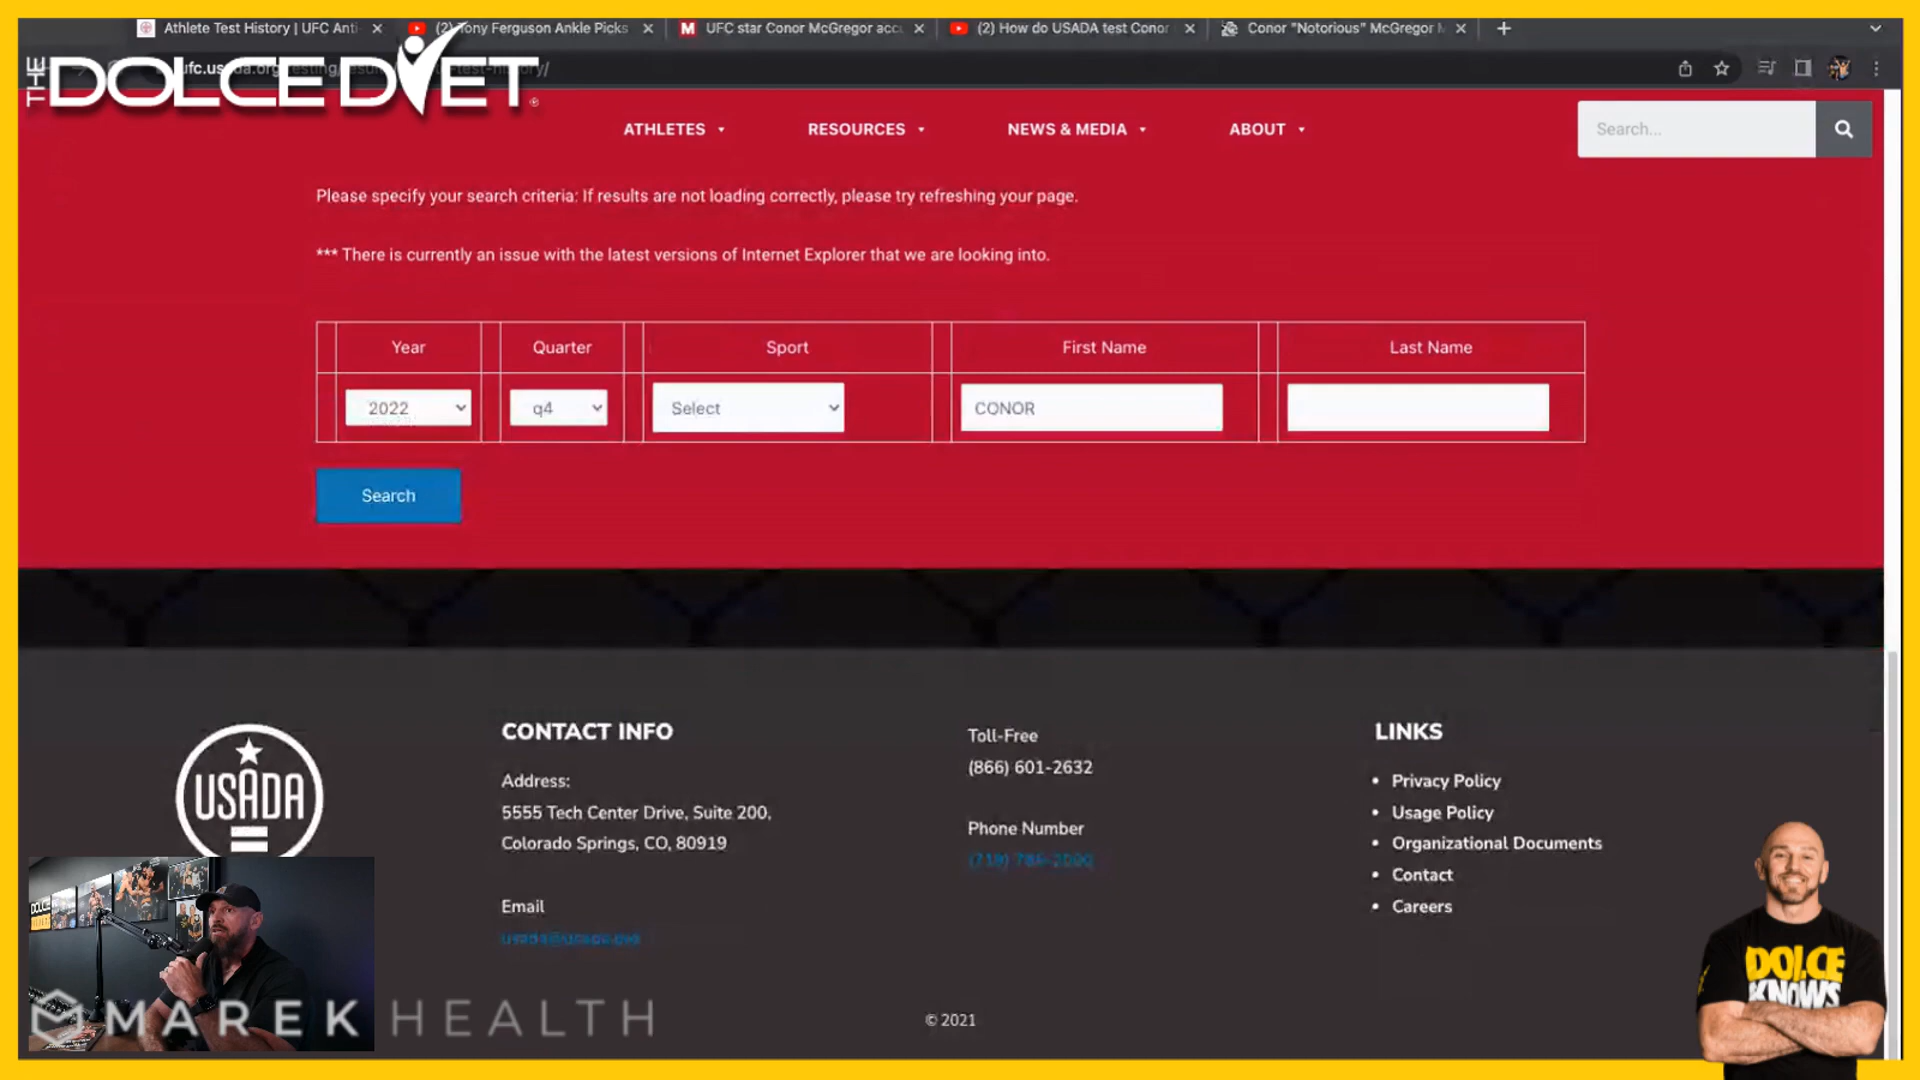 Athlete Test History | UFC Anti-
(2) Tony Ferguson Ankle Picks
UFC star Conor McGregor accu
(2) How do USADA test Conor
Conor "Notorious" McGregor M
THE DOLCE DIET
ATHLETES
RESOURCES
NEWS & MEDIA
ABOUT
Search...
Please specify your search criteria: If results are not loading correctly, please try refreshing your page.
*** There is currently an issue with the latest versions of Internet Explorer that we are looking into.
Year
Quarter
Sport
First Name
Last Name
2022
q4
Select
CONOR
Search
USADA
CONTACT INFO
Address:
5555 Tech Center Drive, Suite 200,
Colorado Springs, CO, 80919
Email
Toll-Free
(866) 601-2632
Phone Number
LINKS
• Privacy Policy
• Usage Policy
• Organizational Documents
• Contact
• Careers
© 2021
MAREK HEALTH
DOLCE
KNOWS